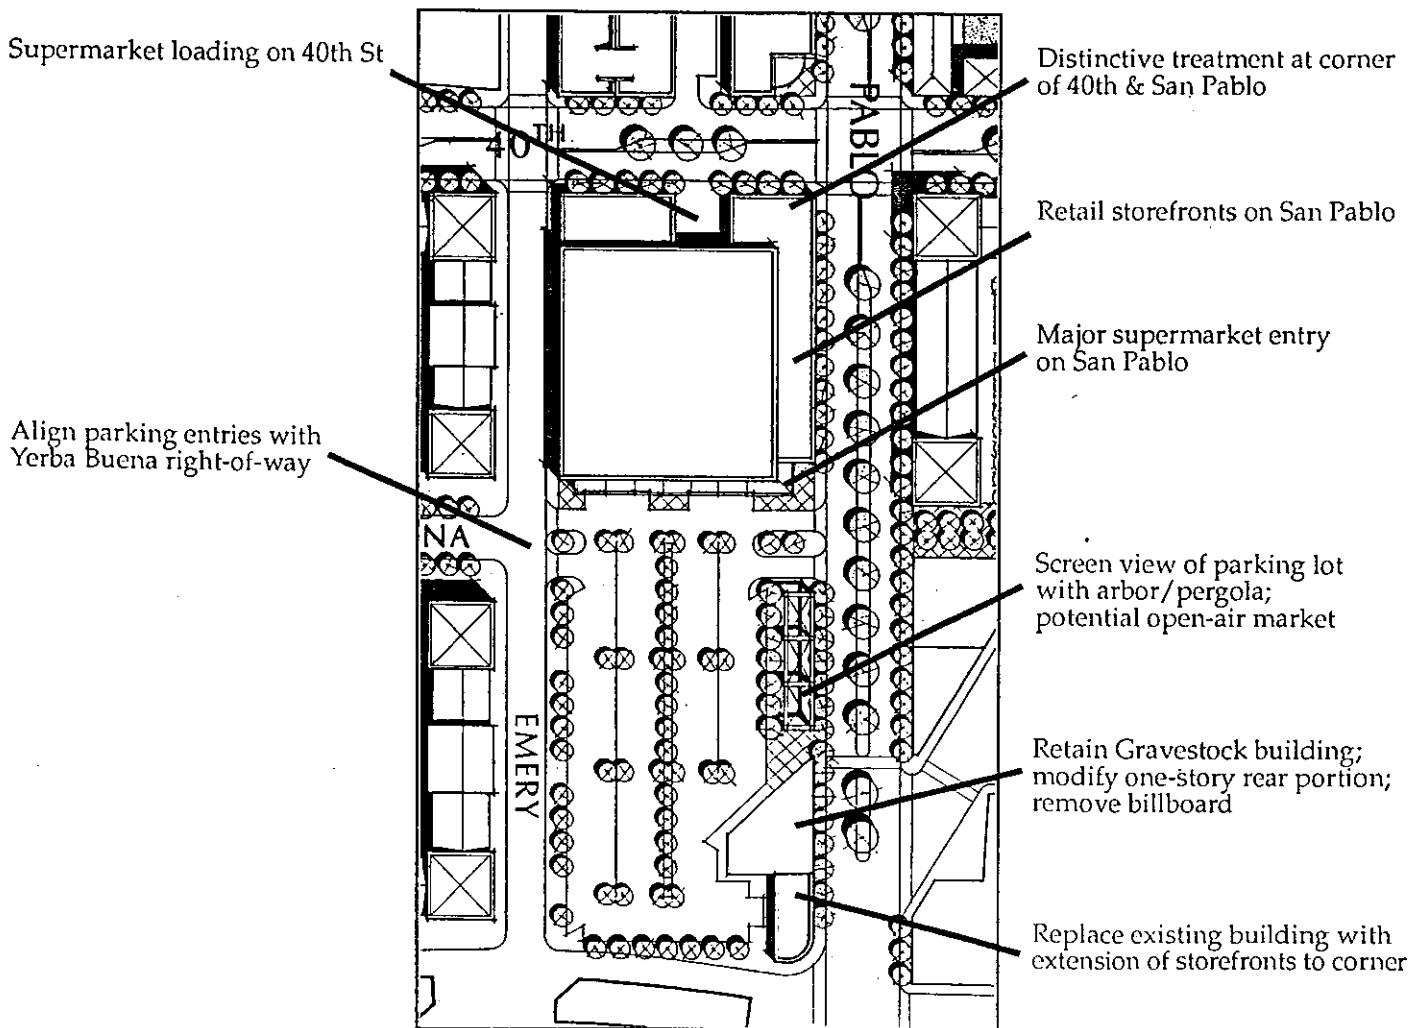 Supermarket loading on 40th St
Distinctive treatment at corner
of 40th & San Pablo
40TH
PABLO
Retail storefronts on San Pablo
Major supermarket entry
on San Pablo
Align parking entries with
Yerba Buena right-of-way
NA
Screen view of parking lot
with arbor/pergola;
potential open-air market
EMERY
Retain Gravestock building;
modify one-story rear portion;
remove billboard
Replace existing building with
extension of storefronts to corner